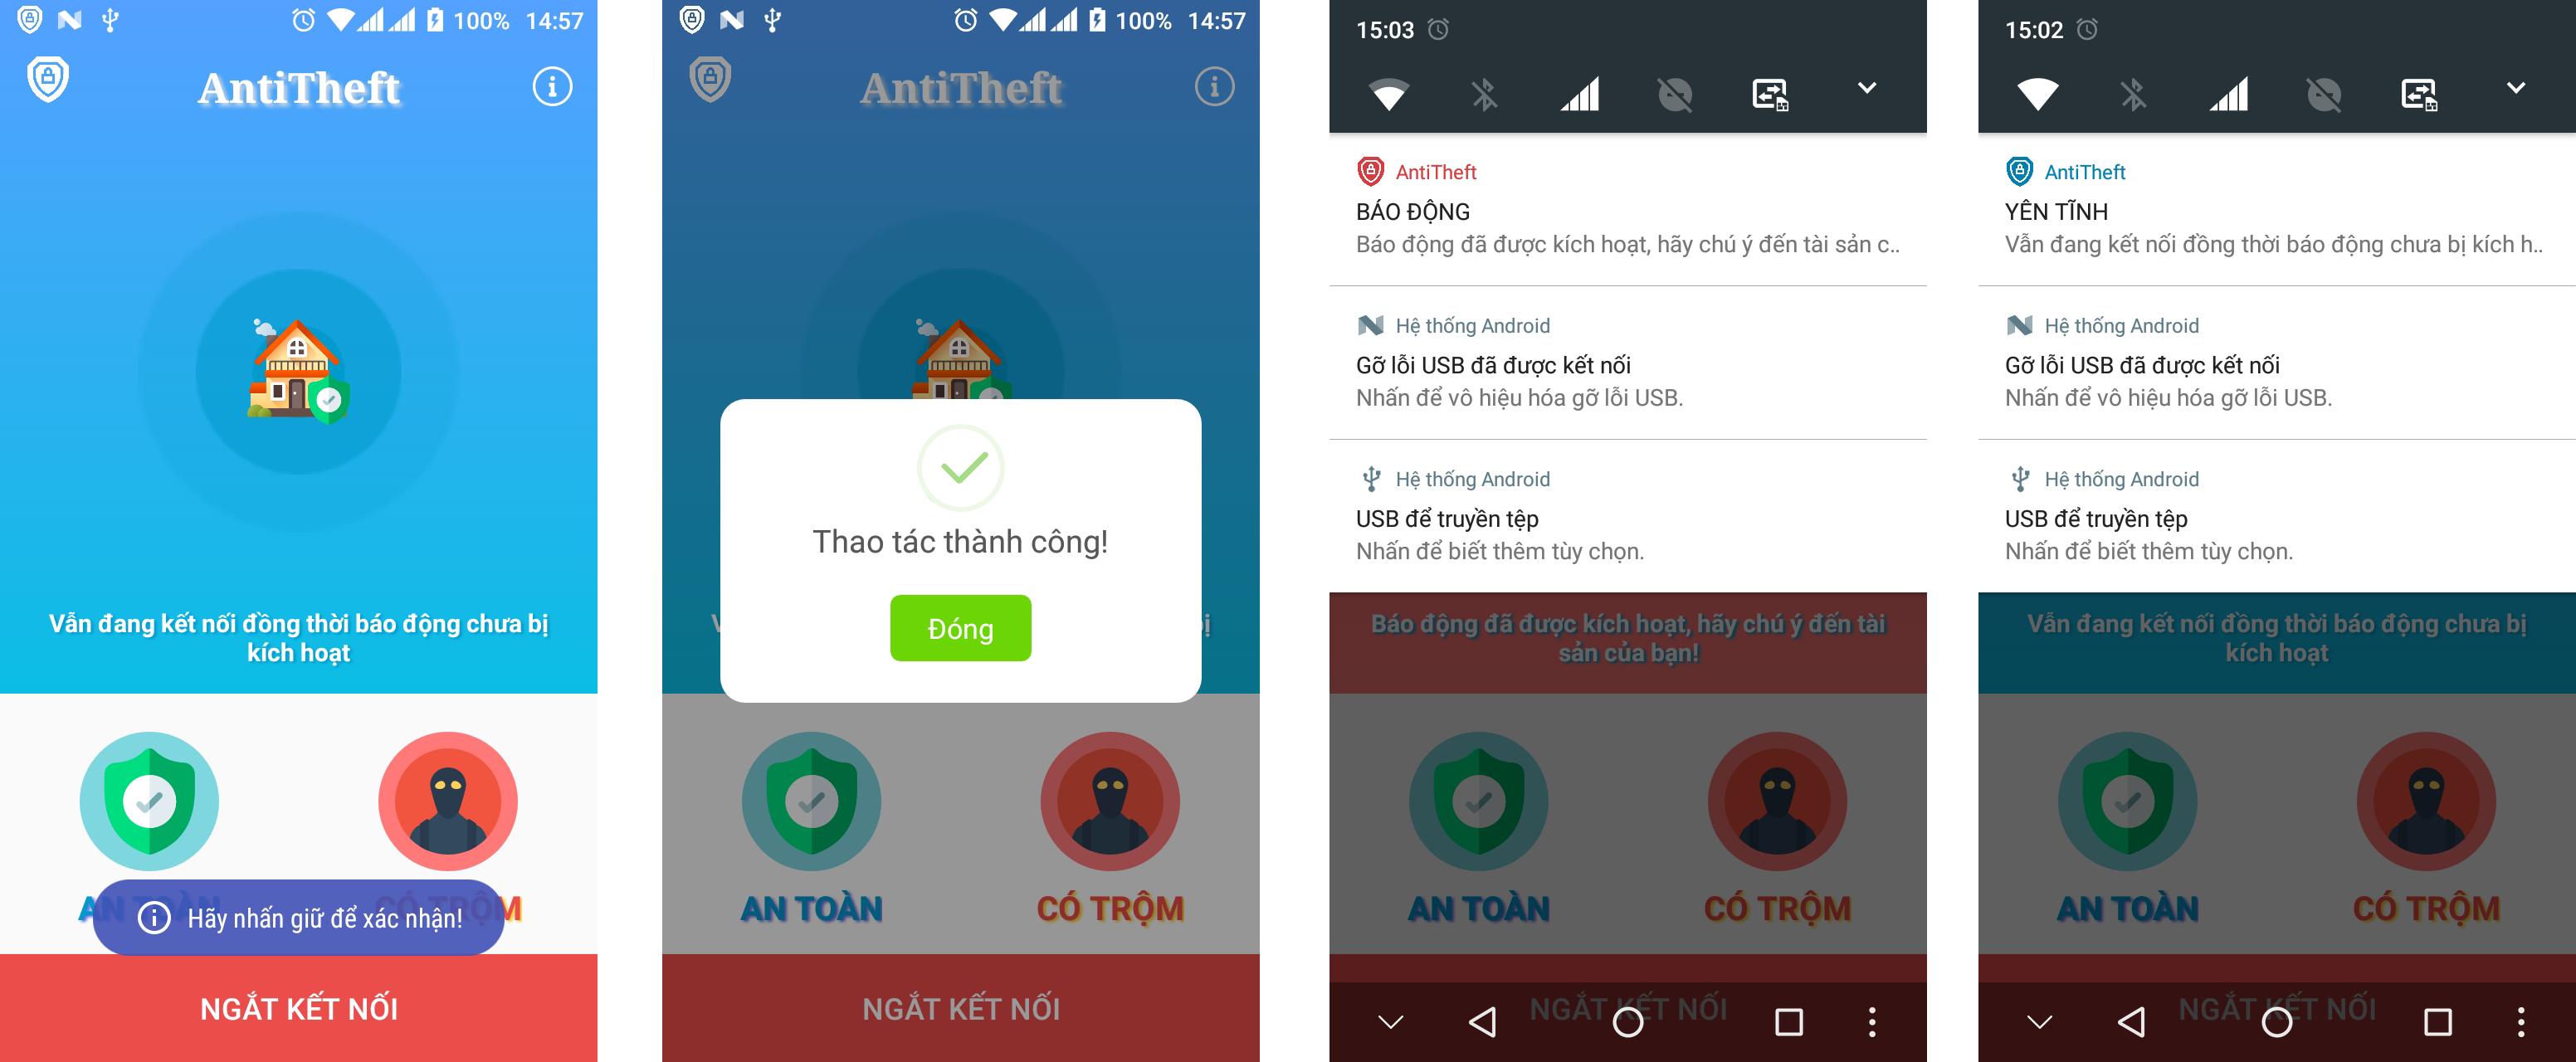 100% 14:57
AntiTheft
Vẫn đang kết nối đồng thời báo động chưa bị
kích hoạt
AN TOÀN
CÓ TRỘM
Hãy nhấn giữ để xác nhận!
NGẮT KẾT NỐI
100% 14:57
AntiTheft
Thao tác thành công!
Đóng
AN TOÀN
CÓ TRỘM
NGẮT KẾT NỐI
15:03
AntiTheft
BÁO ĐỘNG
Báo động đã được kích hoạt, hãy chú ý đến tài sản c..
Hệ thống Android
Gỡ lỗi USB đã được kết nối
Nhấn để vô hiệu hóa gỡ lỗi USB.
Hệ thống Android
USB để truyền tệp
Nhấn để biết thêm tùy chọn.
Báo động đã được kích hoạt, hãy chú ý đến tài
sản của bạn!
AN TOÀN
CÓ TRỘM
NGẮT KẾT NỐI
15:02
AntiTheft
YÊN TĨNH
Vẫn đang kết nối đồng thời báo động chưa bị kích h..
Hệ thống Android
Gỡ lỗi USB đã được kết nối
Nhấn để vô hiệu hóa gỡ lỗi USB.
Hệ thống Android
USB để truyền tệp
Nhấn để biết thêm tùy chọn.
Vẫn đang kết nối đồng thời báo động chưa bị
kích hoạt
AN TOÀN
CÓ TRỘM
NGẮT KẾT NỐI